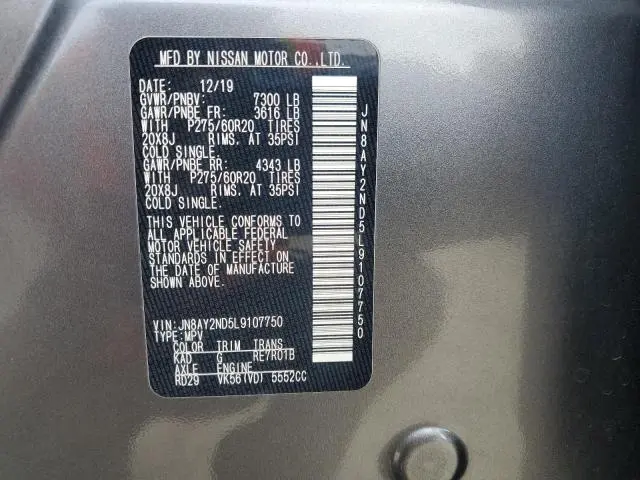 MFD BY NISSAN MOTOR CO.,LTD.
DATE: 12/19
GVWR/PNBV: 7300 LB
GAWR/PNBE FR: 3616 LB
WITH P275/60R20 TIRES
20X8J RIMS. AT 35PSI
COLD SINGLE.
GAWR/PNBE RR: 4343 LB
WITH P275/60R20 TIRES
20X8J RIMS. AT 35PSI
COLD SINGLE.
THIS VEHICLE CONFORMS TO
ALL APPLICABLE FEDERAL
MOTOR VEHICLE SAFETY
STANDARDS IN EFFECT ON
THE DATE OF MANUFACTURE
SHOWN ABOVE.
VIN:JN8AY2ND5L9107750
TYPE:MPV
COLOR TRIM TRANS
KAD G RE7R01B
AXLE ENGINE
RD29 VK56(VD) 5552CC
JN8AY2ND5L9107750